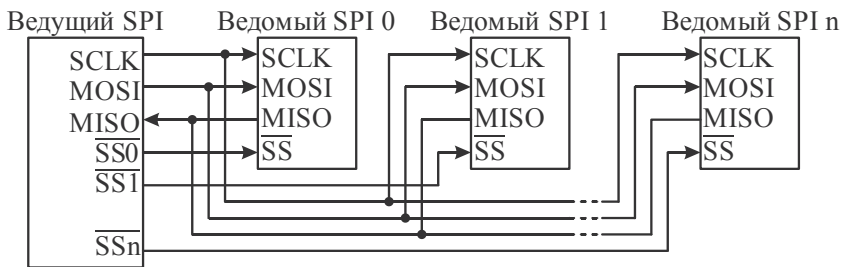 Ведущий SPI
SCLK
MOSI
MISO
SS0
SS1
SSn
Ведомый SPI 0
SCLK
MOSI
MISO
SS
Ведомый SPI 1
SCLK
MOSI
MISO
SS
Ведомый SPI n
SCLK
MOSI
MISO
SS